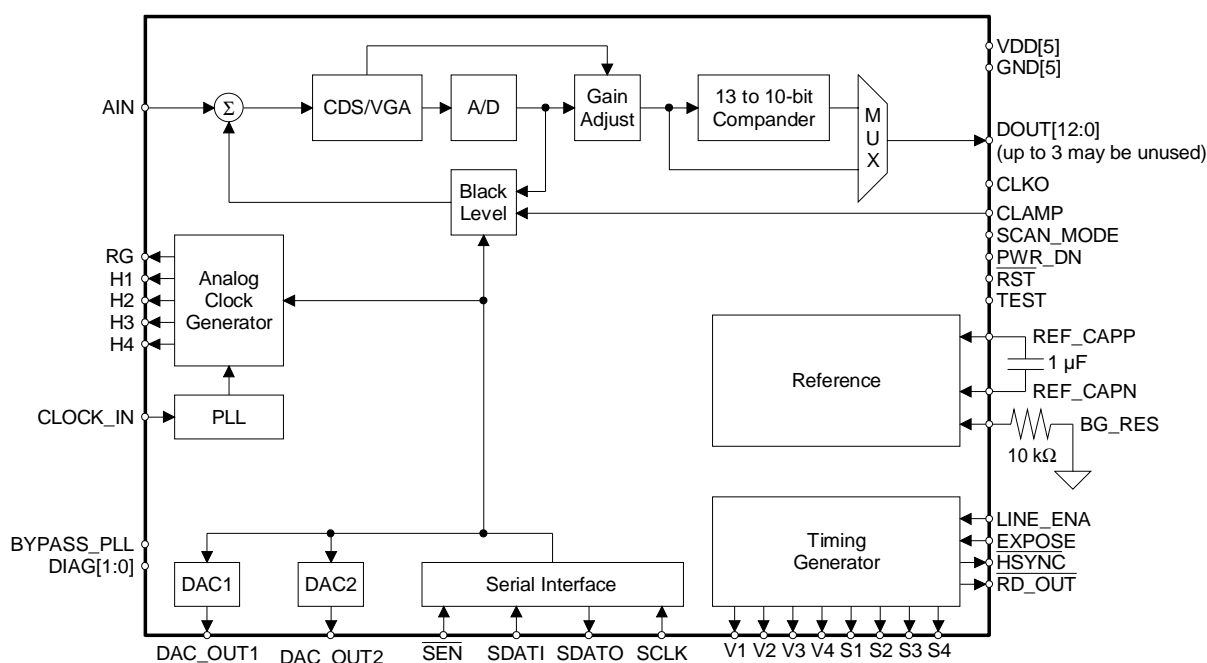 VDD[5]
GND[5]
AIN
Σ
CDS/VGA
A/D
Gain
Adjust
13 to 10-bit
Compander
MUX
DOUT[12:0]
(up to 3 may be unused)
CLKO
Black
Level
CLAMP
SCAN_MODE
PWR_DN
RST
TEST
RG
H1
H2
H3
H4
Analog
Clock
Generator
CLOCK_IN
PLL
Reference
REF_CAPP
1 µF
REF_CAPN
BG_RES
10 kΩ
BYPASS_PLL
DIAG[1:0]
DAC1
DAC2
Serial Interface
Timing
Generator
LINE_ENA
EXPOSE
HSYNC
RD_OUT
DAC_OUT1
DAC_OUT2
SEN
SDATI
SDATO
SCLK
V1 V2 V3 V4 S1 S2 S3 S4